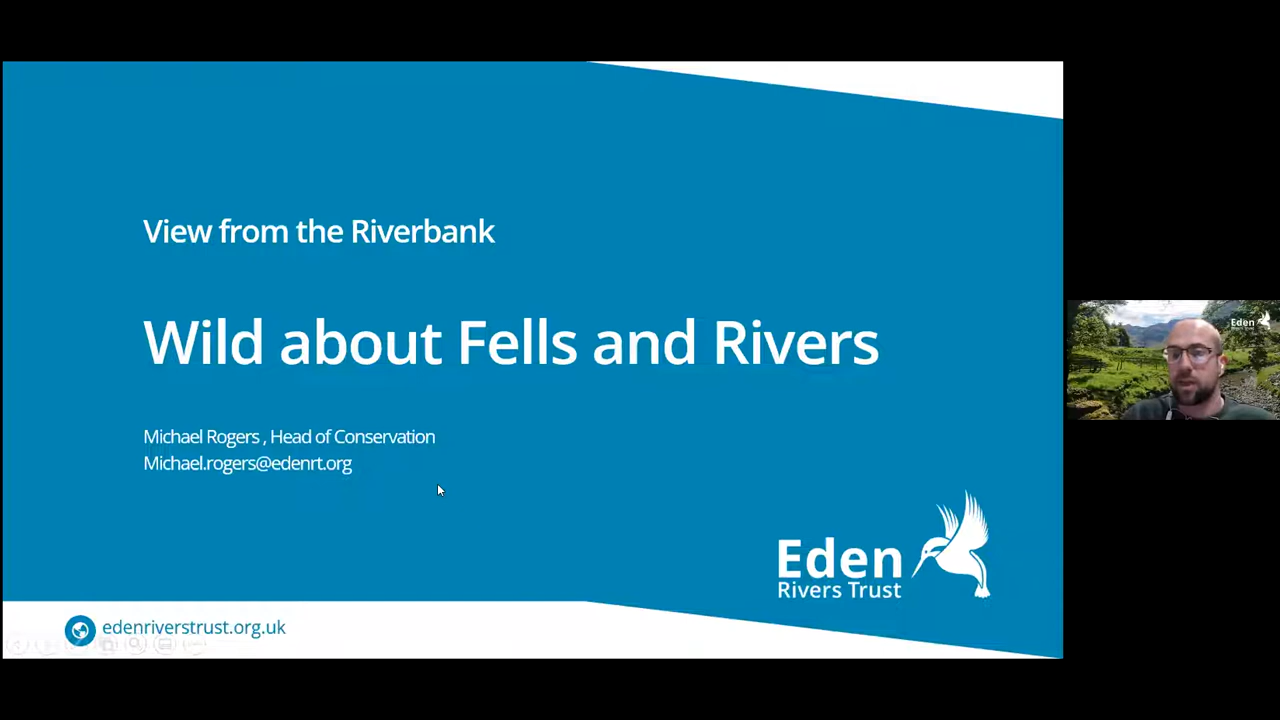 View from the Riverbank
Wild about Fells and Rivers
Michael Rogers , Head of Conservation
Michael.rogers@edenrt.org
Eden
Rivers Trust
edenriverstrust.org.uk
Eden